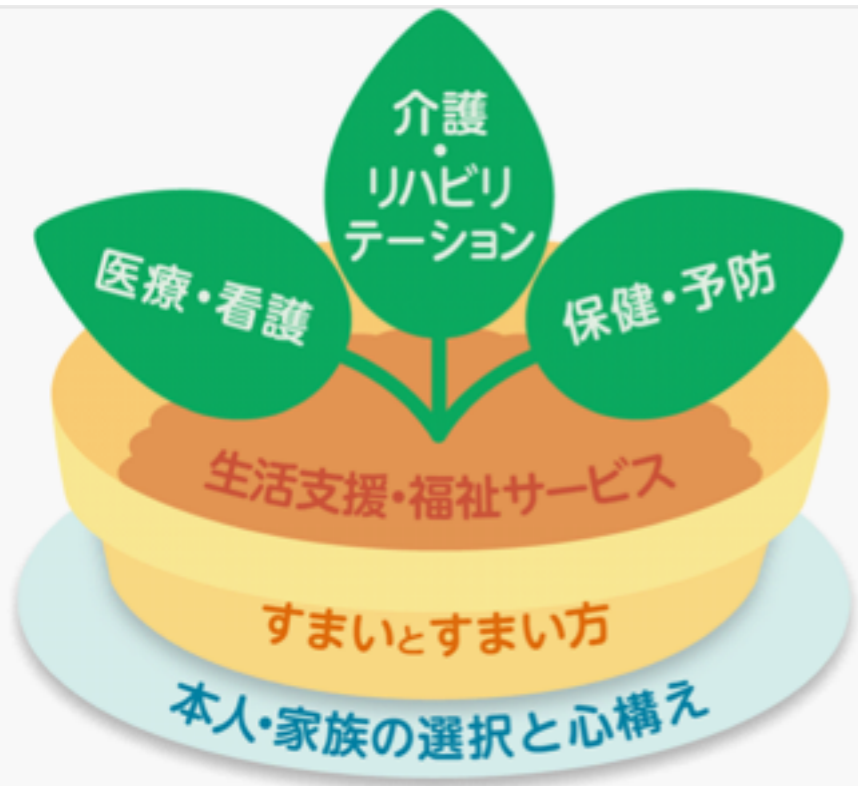 介護
・
リハビリ
テーション
医療・看護
保健・予防
生活支援・福祉サービス
すまいとすまい方
本人・家族の選択と心構え